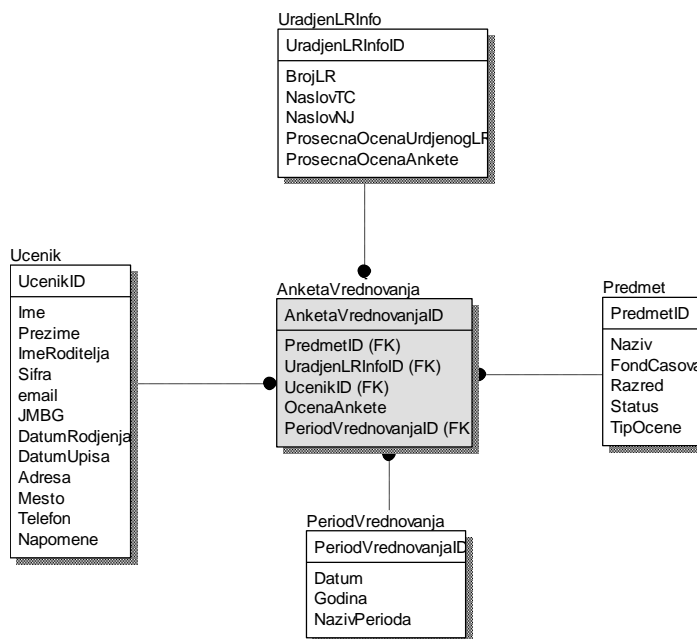 UradjenLRInfo
UradjenLRInfoID
BrojLR
NaslovTC
NaslovNJ
ProsecnaOcenaUrdjenogLR
ProsecnaOcenaAnkete
Ucenik
UcenikID
Ime
Prezime
ImeRoditelja
Sifra
email
JMBG
DatumRodjenja
DatumUpisa
Adresa
Mesto
Telefon
Napomene
AnketaVrednovanja
AnketaVrednovanjaID
PredmetID (FK)
UradjenLRInfoID (FK)
UcenikID (FK)
OcenaAnkete
PeriodVrednovanjaID (FK
Predmet
PredmetID
Naziv
FondCasova
Razred
Status
TipOcene
PeriodVrednovanja
PeriodVrednovanjaID
Datum
Godina
NazivPerioda